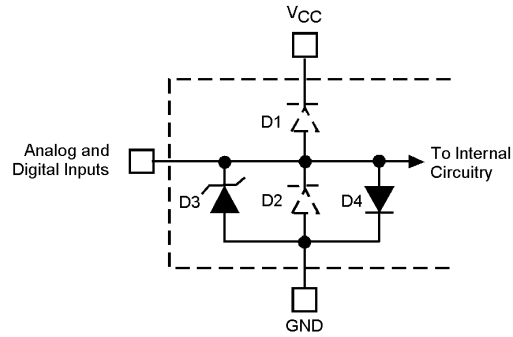 VCC
D1
Analog and
Digital Inputs
To Internal
Circuitry
D3
D2
D4
GND